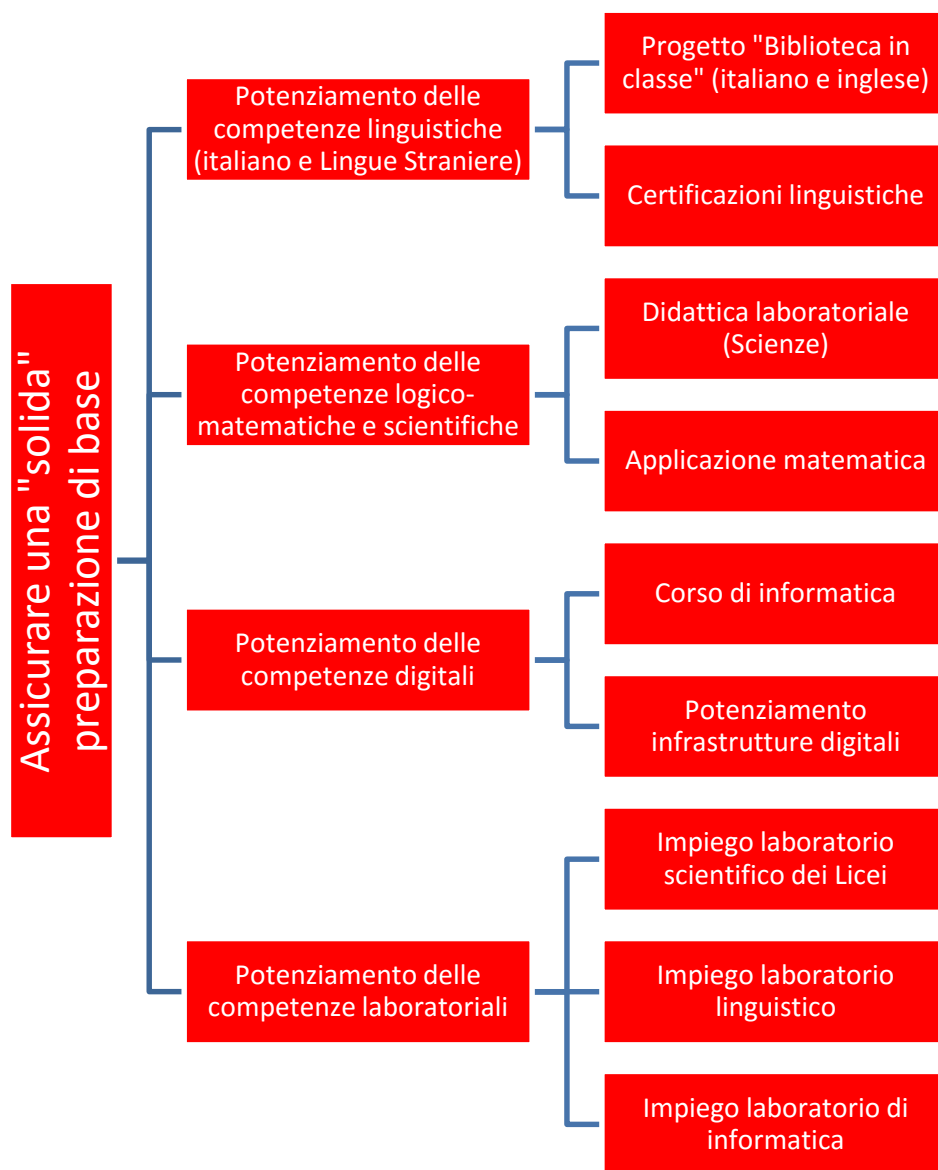 Assicurare una "solida"
preparazione di base
Potenziamento delle
competenze linguistiche
(italiano e Lingue Straniere)
Progetto "Biblioteca in
classe" (italiano e inglese)
Certificazioni linguistiche
Potenziamento delle
competenze logico-
matematiche e scientifiche
Didattica laboratoriale
(Scienze)
Applicazione matematica
Potenziamento delle
competenze digitali
Corso di informatica
Potenziamento
infrastrutture digitali
Potenziamento delle
competenze laboratoriali
Impiego laboratorio
scientifico dei Licei
Impiego laboratorio
linguistico
Impiego laboratorio di
informatica